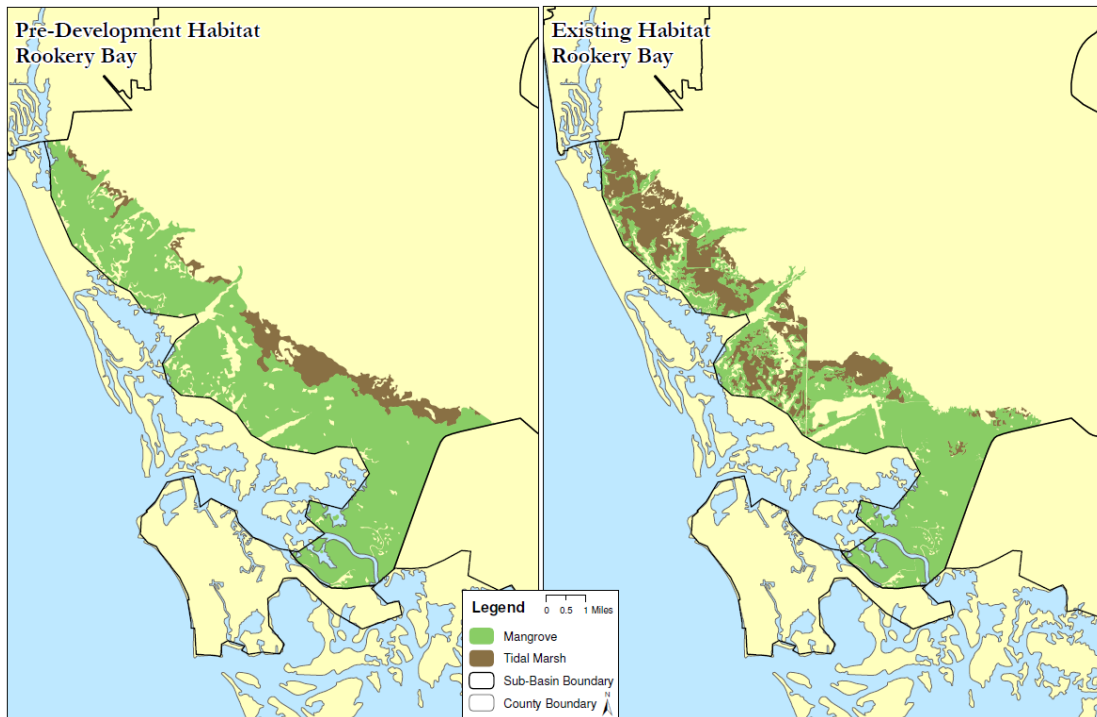 Pre-Development Habitat
Rookery Bay
Existing Habitat
Rookery Bay
Legend
0 0.5 1 Miles
Mangrove
Tidal Marsh
Sub-Basin Boundary
County Boundary
N